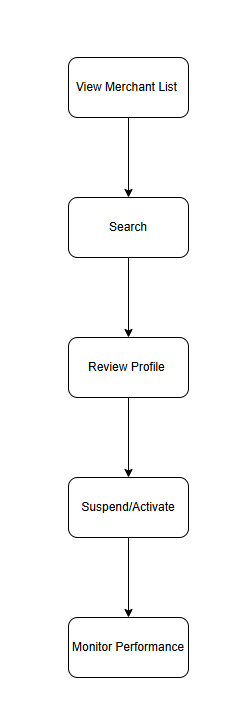 View Merchant List
Search
Review Profile
Suspend/Activate
Monitor Performance